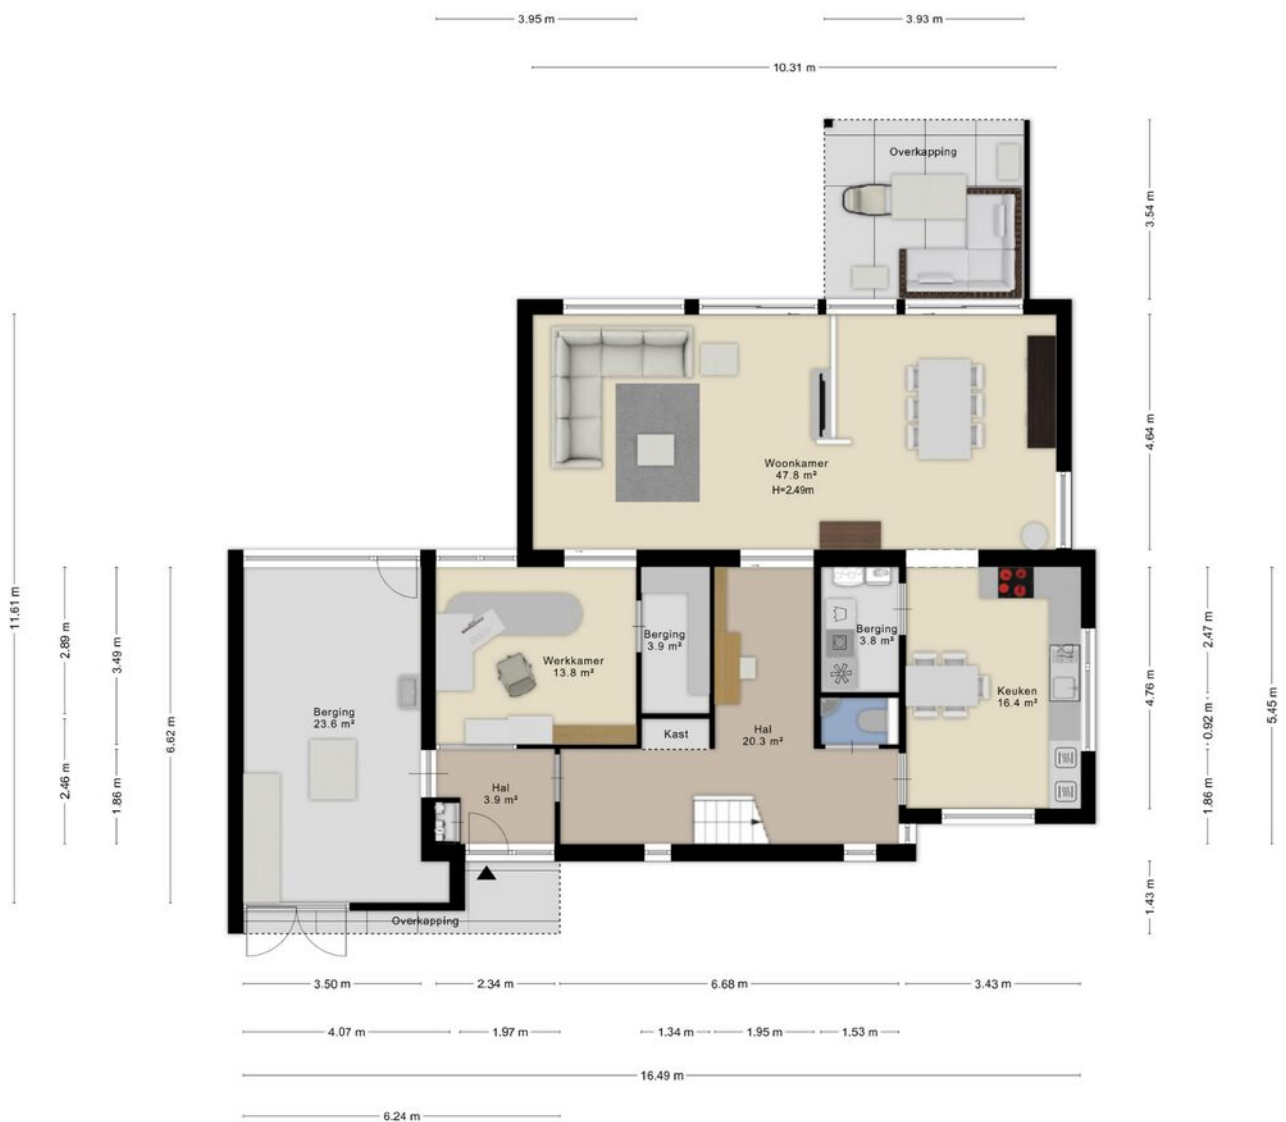 3.95 m
3.93 m
10.31 m
Overkapping
3.54 m
4.64 m
Woonkamer
47.8 m²
H=2.49m
11.61 m
2.89 m
3.49 m
6.62 m
2.46 m
1.86 m
Berging
23.6 m²
Werkkamer
13.8 m²
Berging
3.9 m²
Kast
Hal
20.3 m²
Berging
3.8 m²
Keuken
16.4 m²
Hal
3.9 m²
Overkapping
4.76 m
2.47 m
0.92 m
1.86 m
5.45 m
1.43 m
3.50 m
2.34 m
6.68 m
3.43 m
4.07 m
1.97 m
1.34 m
1.95 m
1.53 m
16.49 m
6.24 m